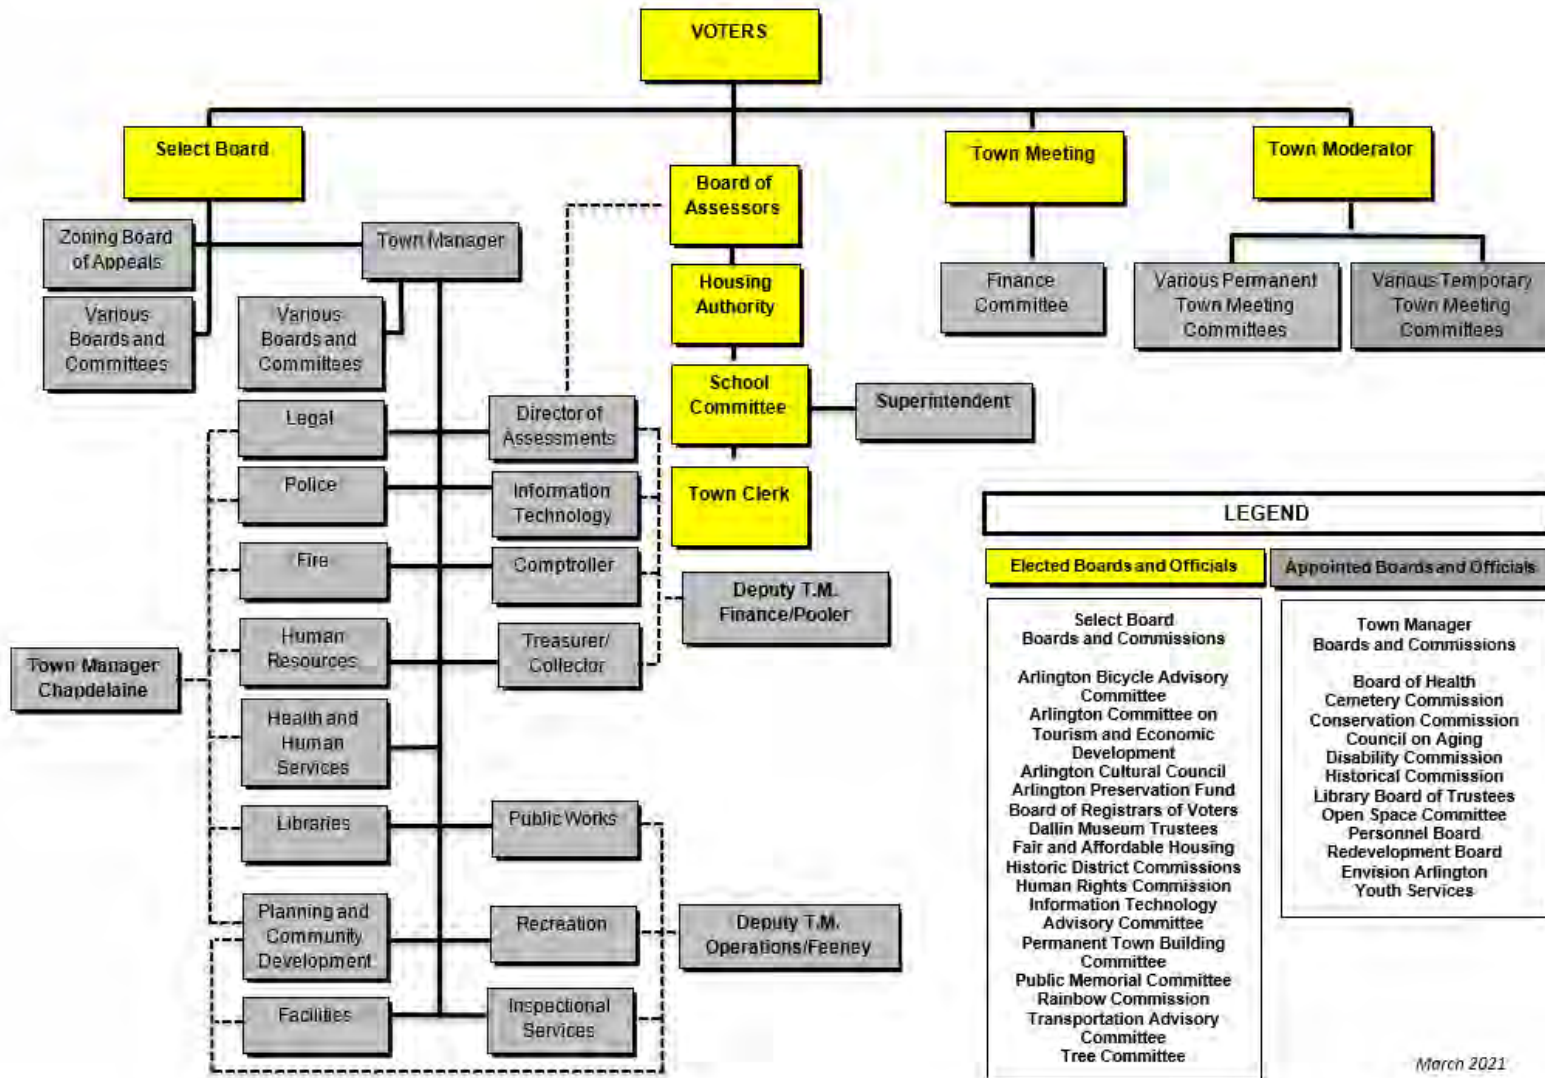 VOTERS
Select Board
Board of
Assessors
Town Meeting
Town Moderator
Zoning Board
of Appeals
Town Manager
Housing
Authority
Finance
Committee
Various Permanent
Town Meeting
Committees
Various Temporary
Town Meeting
Committees
Various
Boards and
Committees
Various
Boards and
Committees
School
Committee
Superintendent
Legal
Director of
Assessments
Police
Information
Technology
Town Clerk
Fire
Comptroller
Deputy T.M.
Finance/Pooler
Human
Resources
Treasurer/
Collector
Town Manager
Chapdelaine
Health and
Human
Services
Libraries
Public Works
Planning and
Community
Development
Recreation
Deputy T.M.
Operations/Feeney
Facilities
Inspectional
Services
LEGEND
Elected Boards and Officials
Appointed Boards and Officials
Select Board
Boards and Commissions
Arlington Bicycle Advisory
Committee
Arlington Committee on
Tourism and Economic
Development
Arlington Cultural Council
Arlington Preservation Fund
Board of Registrars of Voters
Dallin Museum Trustees
Fair and Affordable Housing
Historic District Commissions
Human Rights Commission
Information Technology
Advisory Committee
Permanent Town Building
Committee
Public Memorial Committee
Rainbow Commission
Transportation Advisory
Committee
Tree Committee
Town Manager
Boards and Commissions
Board of Health
Cemetery Commission
Conservation Commission
Council on Aging
Disability Commission
Historical Commission
Library Board of Trustees
Open Space Committee
Personnel Board
Redevelopment Board
Envision Arlington
Youth Services
March 2021